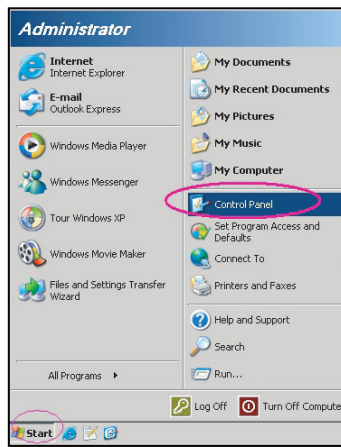 Administrator
Internet
Internet Explorer
E-mail
Outlook Express
Windows Media Player
Windows Messenger
Tour Windows XP
Windows Movie Maker
Files and Settings Transfer
Wizard
All Programs
My Documents
My Recent Documents
My Pictures
My Music
My Computer
Control Panel
Set Program Access and
Defaults
Connect To
Printers and Faxes
Help and Support
Search
Run...
Log Off
Turn Off Compute
Start